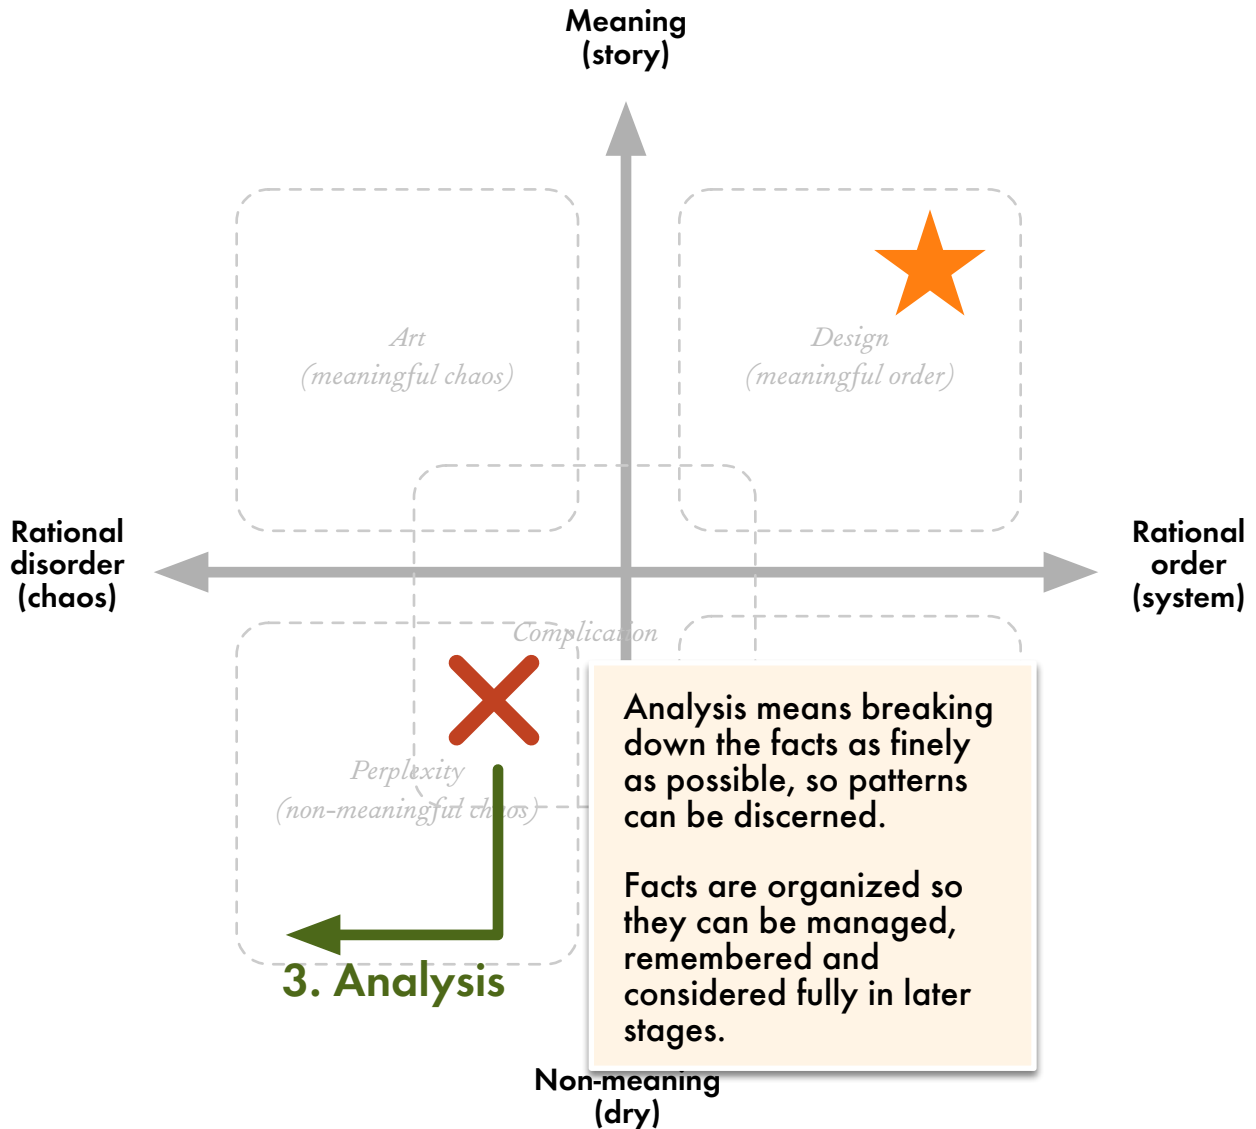 Meaning
(story)
Art
(meaningful chaos)
Design
(meaningful order)
Rational
disorder
(chaos)
Rational
order
(system)
Complication
Perplexity
(non-meaningful chaos)
3. Analysis
Analysis means breaking
down the facts as finely
as possible, so patterns
can be discerned.
Facts are organized so
they can be managed,
remembered and
considered fully in later
stages.
Non-meaning
(dry)